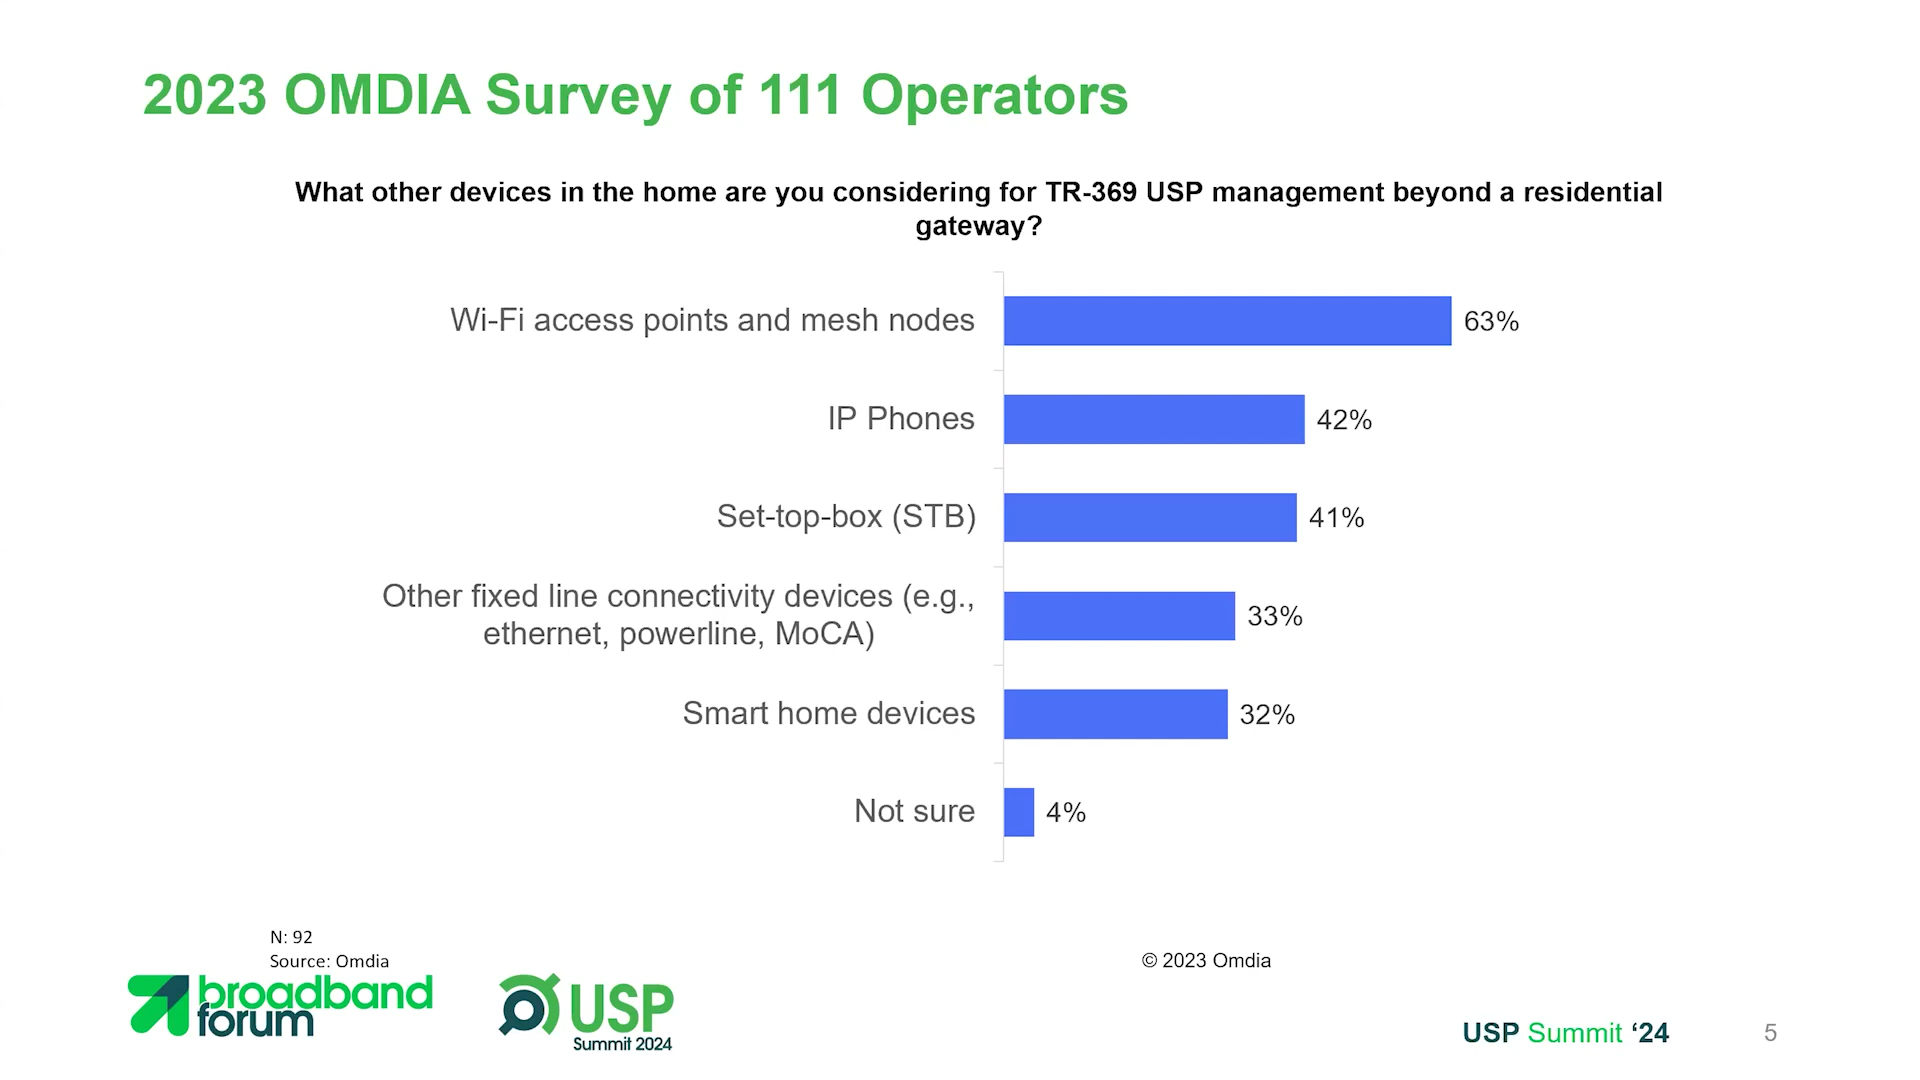 2023 OMDIA Survey of 111 Operators
What other devices in the home are you considering for TR-369 USP management beyond a residential
gateway?
Wi-Fi access points and mesh nodes
63%
IP Phones
42%
Set-top-box (STB)
41%
Other fixed line connectivity devices (e.g.,
ethernet, powerline, MoCA)
33%
Smart home devices
32%
Not sure
4%
N: 92
Source: Omdia
© 2023 Omdia
broadband
forum
USP
Summit 2024
USP Summit ‘24
5